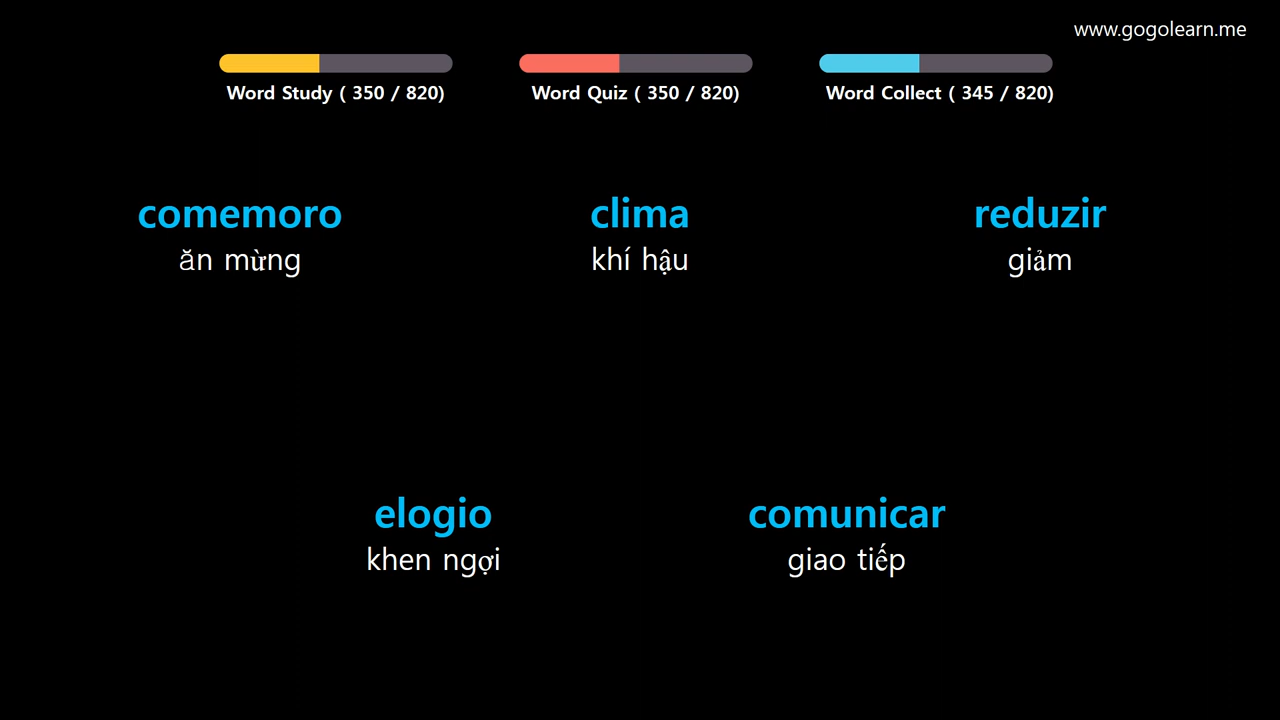 www.gogolearn.me
Word Study ( 350 / 820)
Word Quiz ( 350 / 820)
Word Collect ( 345 / 820)
comemoro
ăn mừng
clima
khí hậu
reduzir
giảm
elogio
khen ngợi
comunicar
giao tiếp